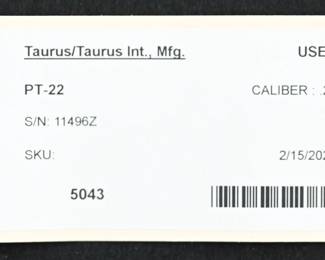 Taurus/Taurus Int., Mfg. USE
PT-22 CALIBER : .2
S/N: 11496Z
SKU: 2/15/202
5043